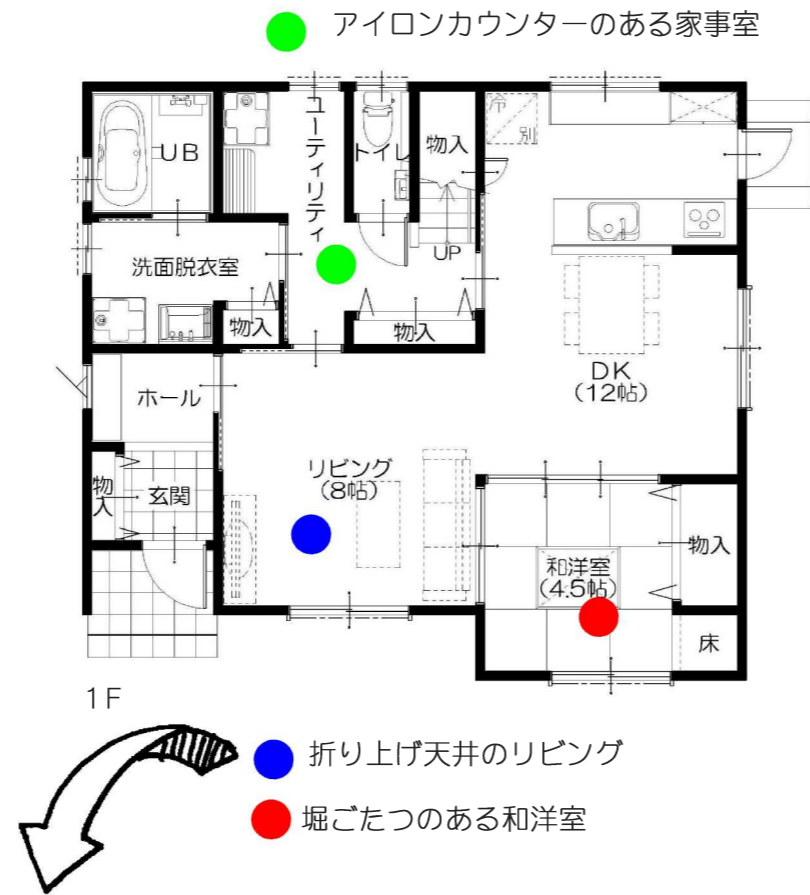 アイロンカウンターのある家事室
冷
別
UB
ユーティリティ
トイレ
物入
UP
洗面脱衣室
物入
物入
DK
(12帖)
ホール
リビング
(8帖)
物入
玄関
和洋室
(4.5帖)
物入
床
1F
折り上げ天井のリビング
堀ごたつのある和洋室